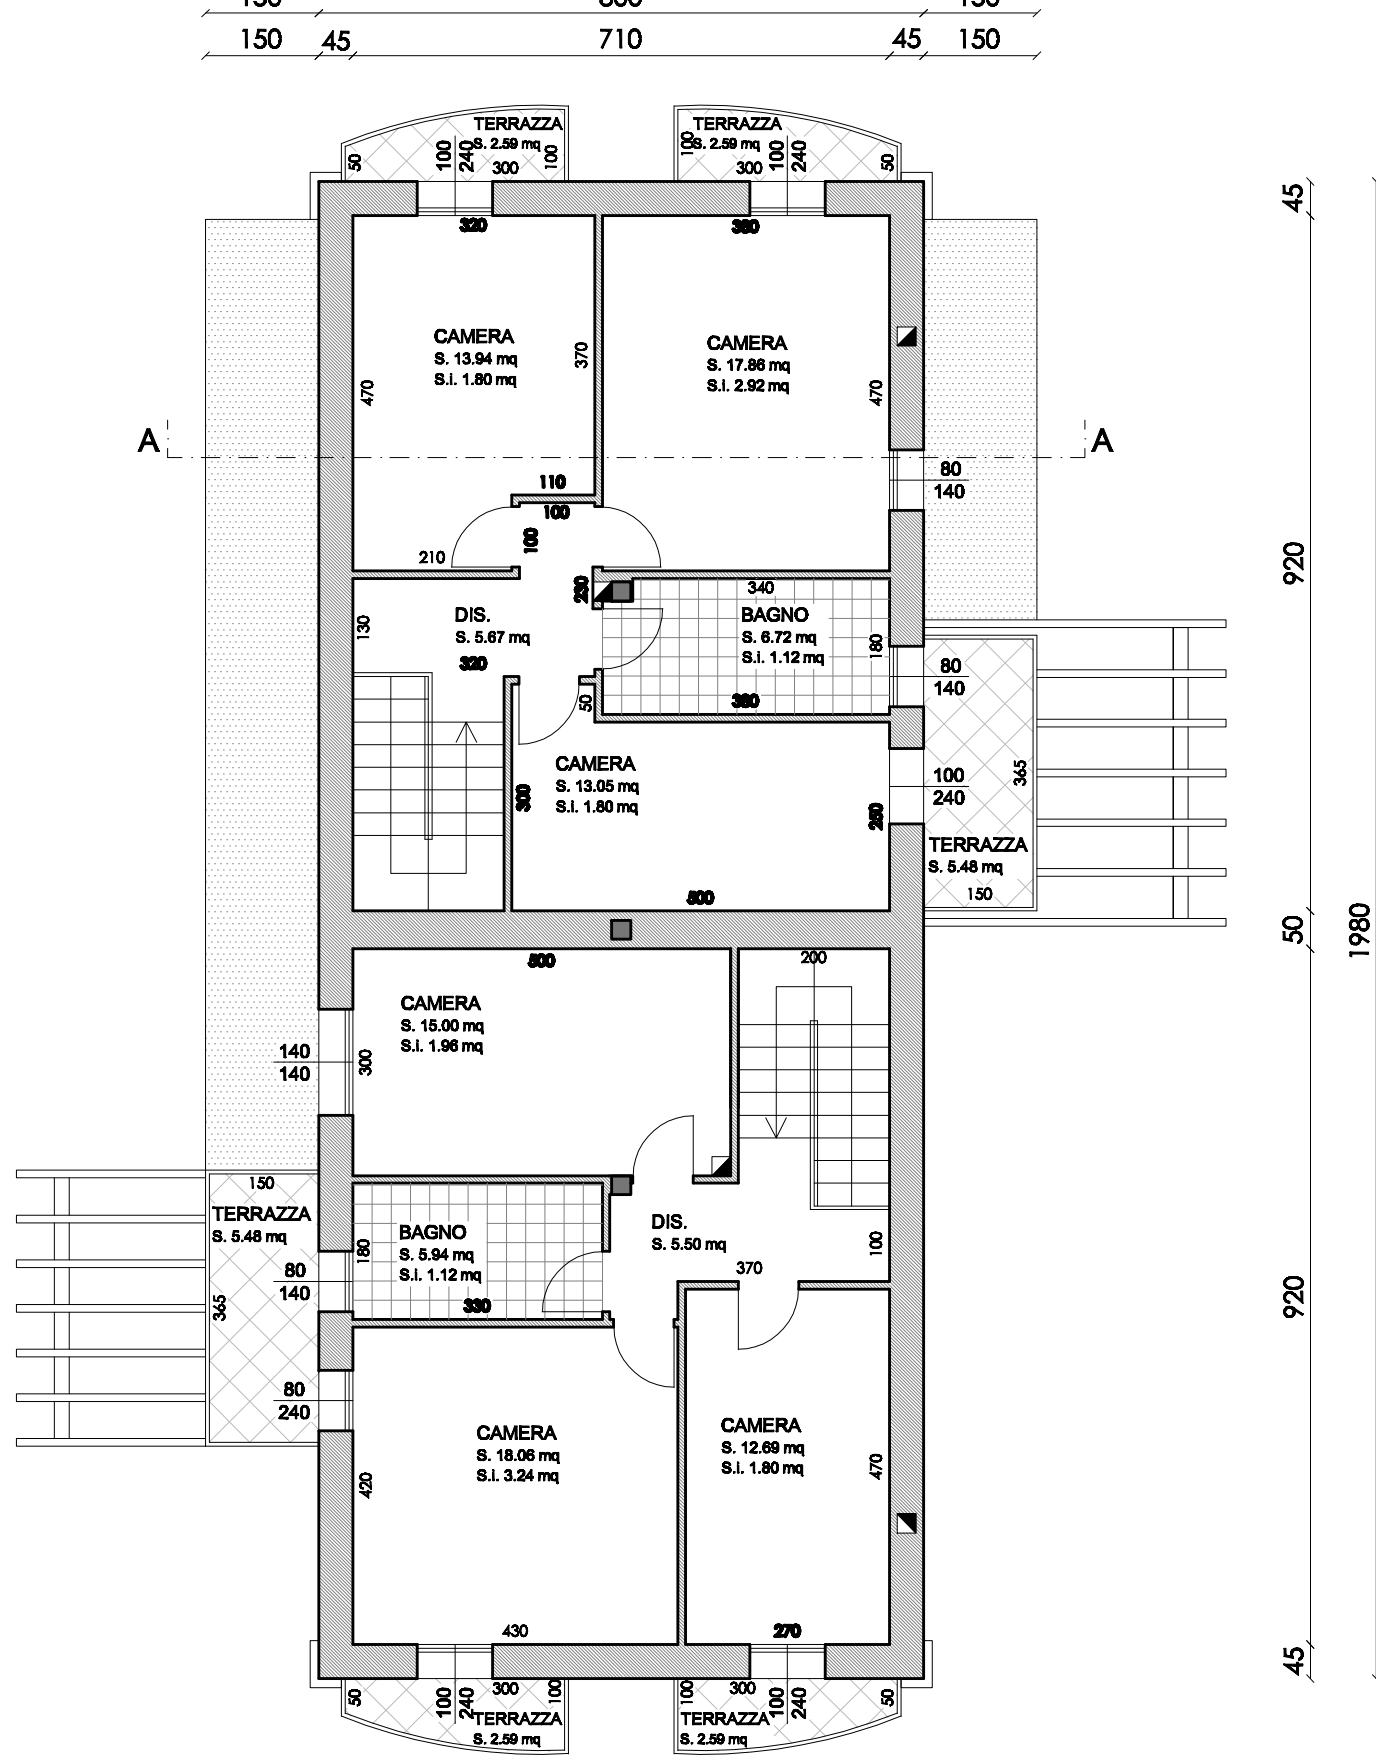 150 45 710 45 150
TERRAZZA
S. 2.59 mq
50 100 240 300 100
TERRAZZA
S. 2.59 mq
100 300 100 240 50
45
320
380
CAMERA
S. 13.94 mq
S.i. 1.80 mq
470
370
CAMERA
S. 17.86 mq
S.i. 2.92 mq
470
A
A
80
140
110
100
100
210
920
230
340
DIS.
S. 5.67 mq
130
320
BAGNO
S. 6.72 mq
S.i. 1.12 mq
180
380
80
140
50
CAMERA
S. 13.05 mq
S.i. 1.80 mq
300
250
500
100
240
365
TERRAZZA
S. 5.48 mq
150
50
1980
500
200
CAMERA
S. 15.00 mq
S.i. 1.96 mq
300
140
140
150
TERRAZZA
S. 5.48 mq
365
80
140
BAGNO
S. 5.94 mq
S.i. 1.12 mq
180
330
DIS.
S. 5.50 mq
370
100
920
80
240
CAMERA
S. 18.06 mq
S.i. 3.24 mq
420
430
CAMERA
S. 12.69 mq
S.i. 1.80 mq
470
270
45
50 100 240 300 100
TERRAZZA
S. 2.59 mq
100 300 100 240 50
TERRAZZA
S. 2.59 mq